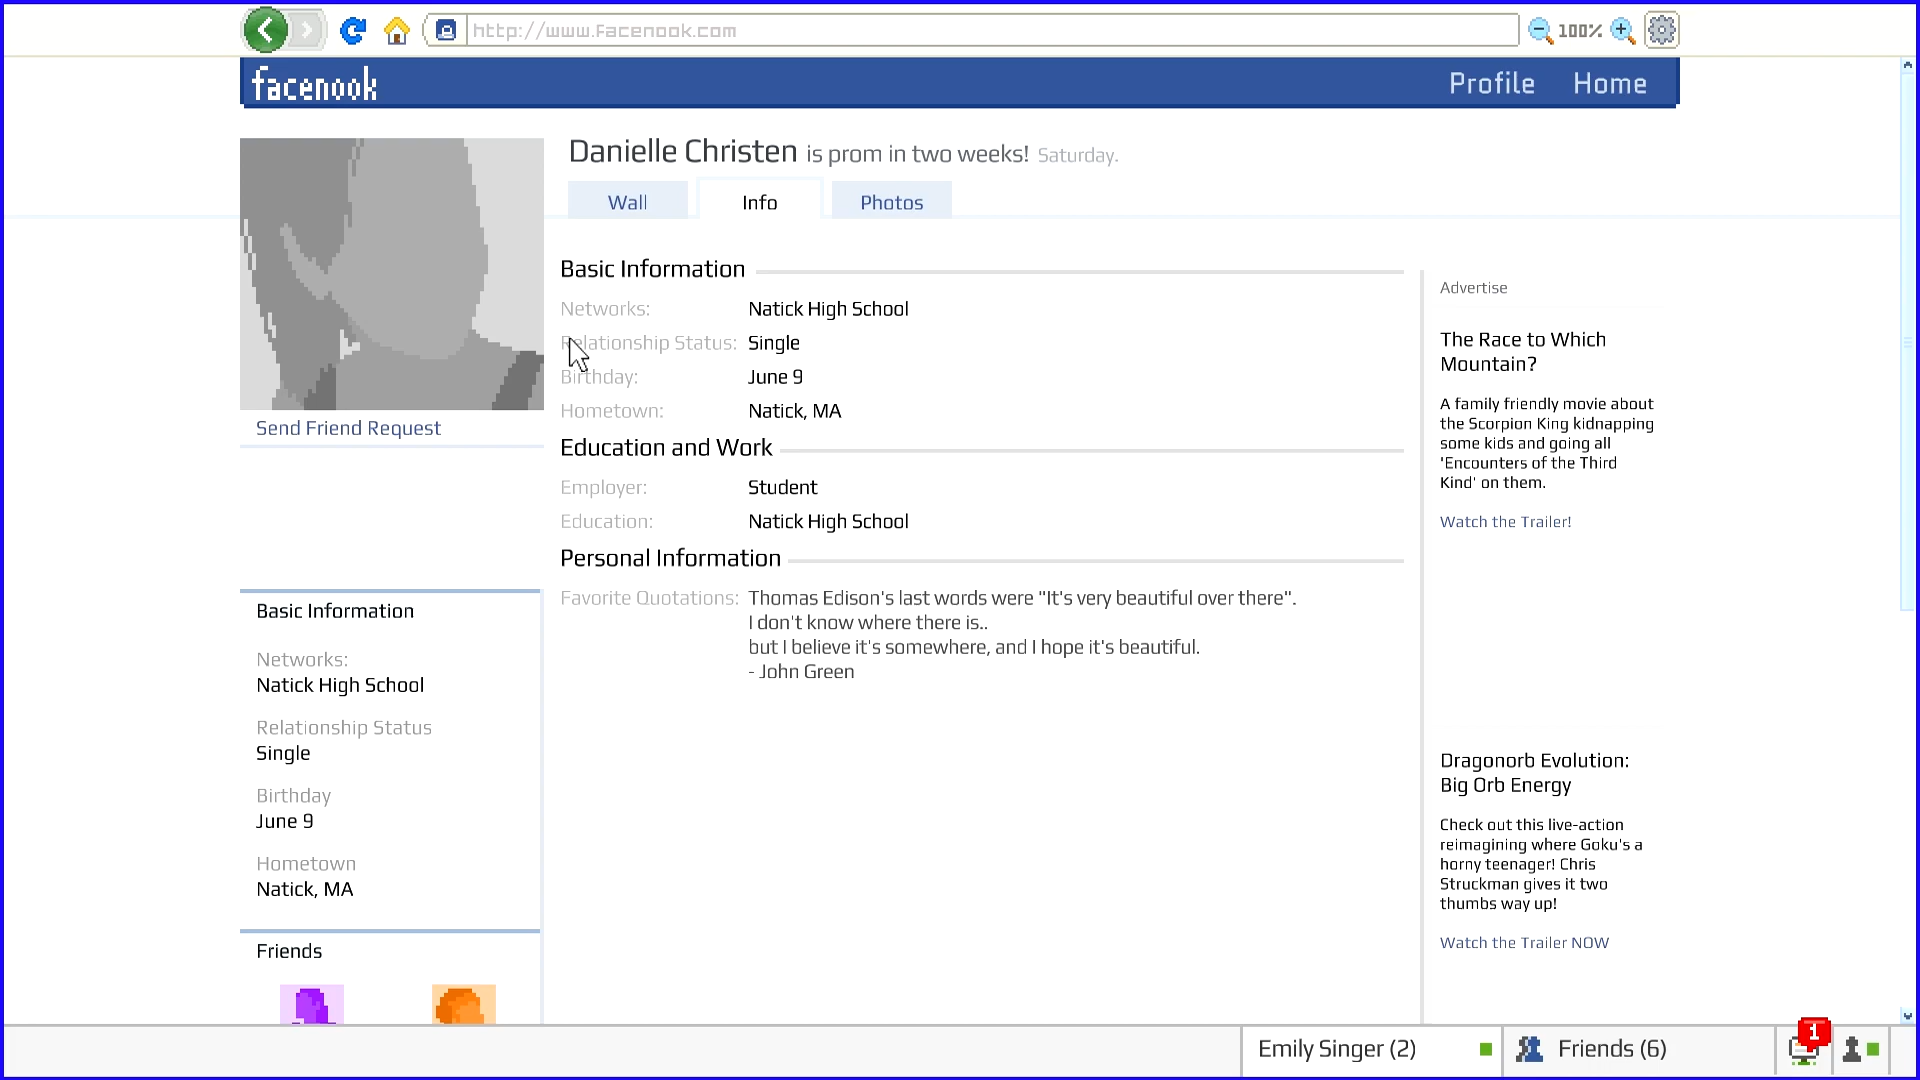 http://www.facenook.com
100%
facenook
Profile
Home
Danielle Christen is prom in two weeks! Saturday.
Wall
Info
Photos
Send Friend Request
Basic Information
Networks: Natick High School
Relationship Status: Single
Birthday: June 9
Hometown: Natick, MA
Education and Work
Employer: Student
Education: Natick High School
Personal Information
Favorite Quotations: Thomas Edison's last words were "It's very beautiful over there".
I don't know where there is..
but I believe it's somewhere, and I hope it's beautiful.
- John Green
Basic Information
Networks:
Natick High School
Relationship Status
Single
Birthday
June 9
Hometown
Natick, MA
Friends
Advertise
The Race to Which
Mountain?
A family friendly movie about
the Scorpion King kidnapping
some kids and going all
'Encounters of the Third
Kind' on them.
Watch the Trailer!
Dragonorb Evolution:
Big Orb Energy
Check out this live-action
reimagining where Goku's a
horny teenager! Chris
Struckman gives it two
thumbs way up!
Watch the Trailer NOW
Emily Singer (2)
Friends (6)
1